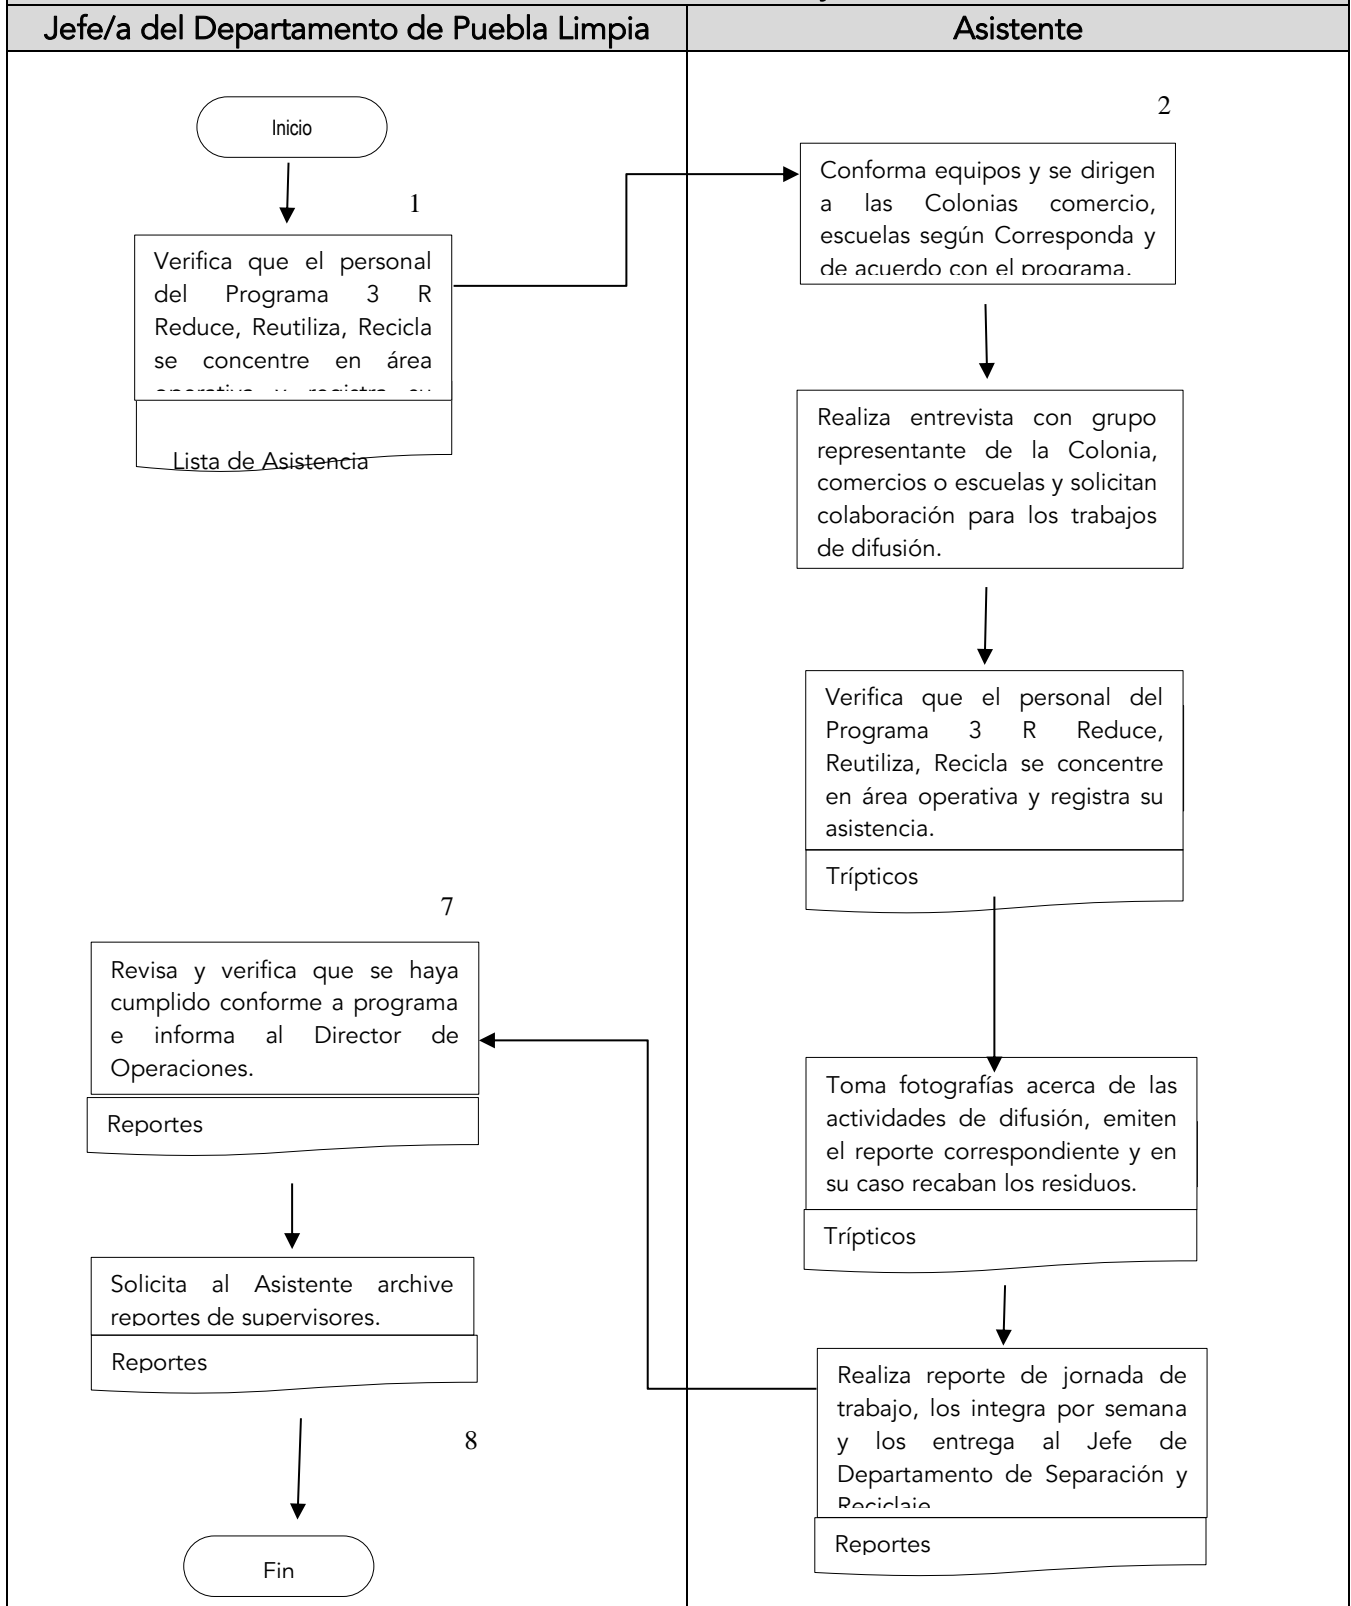 Jefe/a del Departamento de Puebla Limpia
Asistente
Inicio
1
Verifica que el personal
del Programa 3 R
Reduce, Reutiliza, Recicla
se concentre en área
operativa y registra su
Lista de Asistencia
2
Conforma equipos y se dirigen
a las Colonias comercio,
escuelas según Corresponda y
de acuerdo con el programa.
Realiza entrevista con grupo
representante de la Colonia,
comercios o escuelas y solicitan
colaboración para los trabajos
de difusión.
Verifica que el personal del
Programa 3 R Reduce,
Reutiliza, Recicla se concentre
en área operativa y registra su
asistencia.
Trípticos
Toma fotografías acerca de las
actividades de difusión, emiten
el reporte correspondiente y en
su caso recaban los residuos.
Trípticos
Realiza reporte de jornada de
trabajo, los integra por semana
y los entrega al Jefe de
Departamento de Separación y
Reciclaje
Reportes
7
Revisa y verifica que se haya
cumplido conforme a programa
e informa al Director de
Operaciones.
Reportes
Solicita al Asistente archive
reportes de supervisores.
Reportes
8
Fin